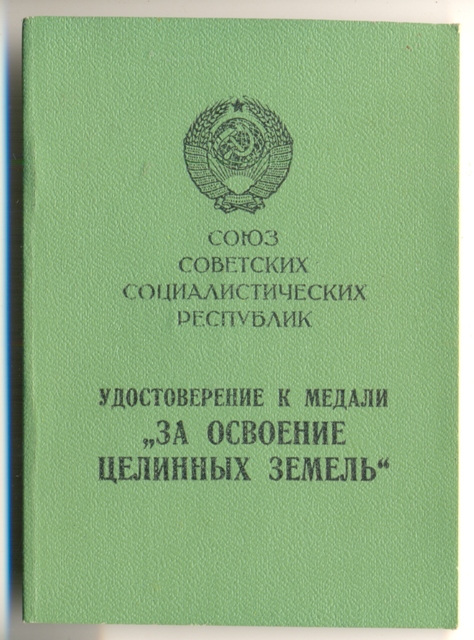 СОЮЗ
СОВЕТСКИХ
СОЦИАЛИСТИЧЕСКИХ
РЕСПУБЛИК
УДОСТОВЕРЕНИЕ К МЕДАЛИ
„ЗА ОСВОЕНИЕ
ЦЕЛИННЫХ ЗЕМЕЛЬ“